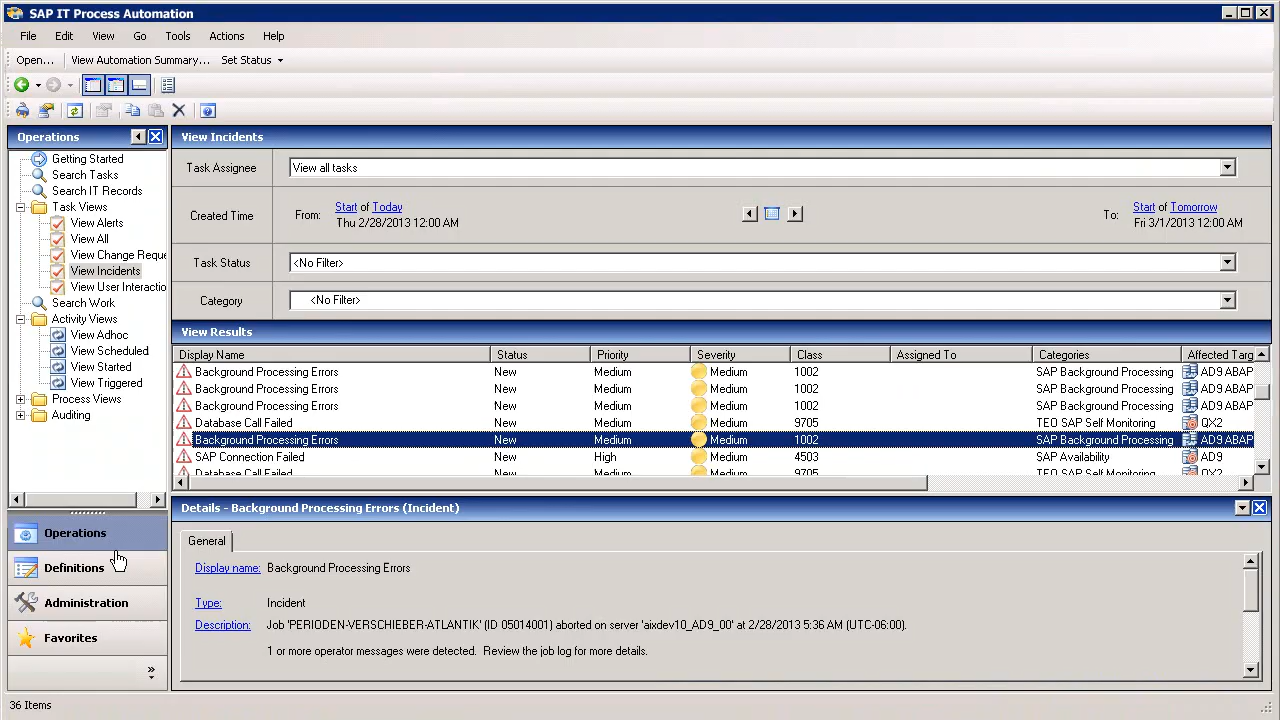 SAP IT Process Automation
File Edit View Go Tools Actions Help
Open... View Automation Summary... Set Status
Operations
Getting Started
Search Tasks
Search IT Records
Task Views
View Alerts
View All
View Change Reque
View Incidents
View User Interactio
Search Work
Activity Views
View Adhoc
View Scheduled
View Started
View Triggered
Process Views
Auditing
Operations
Definitions
Administration
Favorites
View Incidents
Task Assignee View all tasks
Created Time From: Start of Today To: Start of Tomorrow
Thu 2/28/2013 12:00 AM Fri 3/1/2013 12:00 AM
Task Status <No Filter>
Category <No Filter>
View Results
Display Name Status Priority Severity Class Assigned To Categories Affected Targ
Background Processing Errors New Medium Medium 1002 SAP Background Processing AD9 ABAP
Background Processing Errors New Medium Medium 1002 SAP Background Processing AD9 ABAP
Background Processing Errors New Medium Medium 1002 SAP Background Processing AD9 ABAP
Database Call Failed New Medium Medium 9705 TEO SAP Self Monitoring QX2
Background Processing Errors New Medium Medium 1002 SAP Background Processing AD9 ABAP
SAP Connection Failed New High Medium 4503 SAP Availability AD9
Database Call Failed New Medium Medium 9705 TEO SAP Self Monitoring QX2
Details - Background Processing Errors (Incident)
General
Display name: Background Processing Errors
Type: Incident
Description: Job 'PERIODEN-VERSCHIEBER-ATLANTIK' (ID 05014001) aborted on server 'aixdev10_AD9_00' at 2/28/2013 5:36 AM (UTC-06:00).
1 or more operator messages were detected. Review the job log for more details.
36 Items